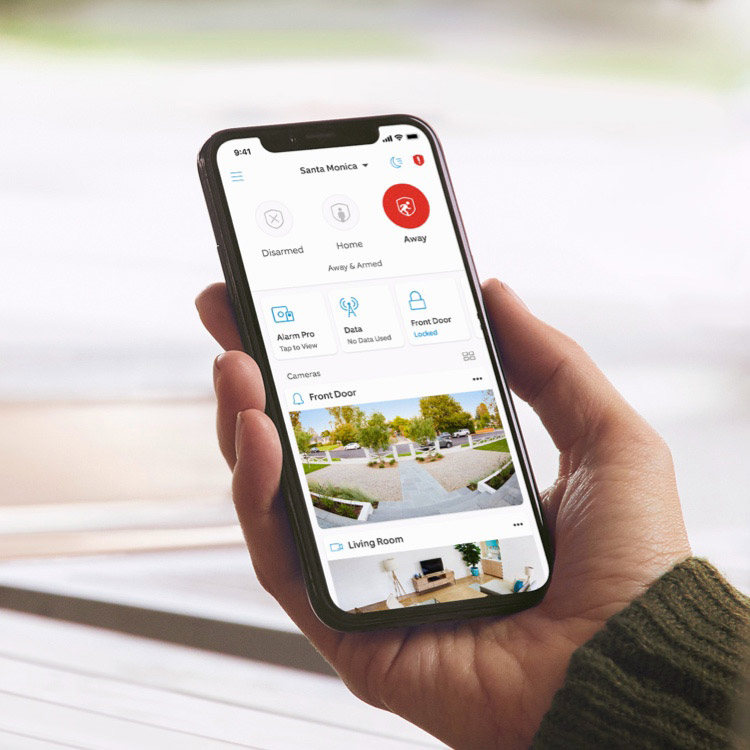 9:41
Santa Monica
Disarmed
Home
Away
Away & Armed
Alarm Pro
Tap to View
Data
No Data Used
Front Door
Locked
Cameras
Front Door
Living Room